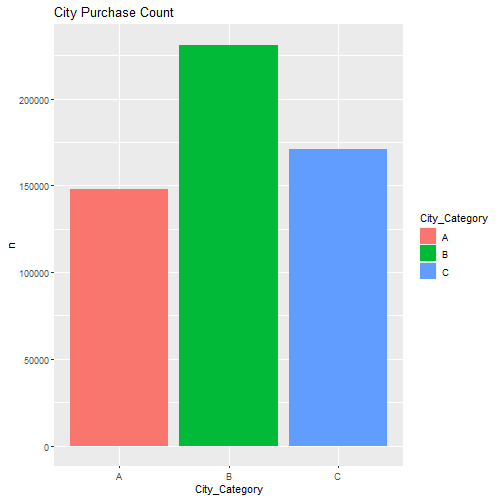 City Purchase Count
n
200000
150000
100000
50000
0
A
B
C
City_Category
City_Category
A
B
C